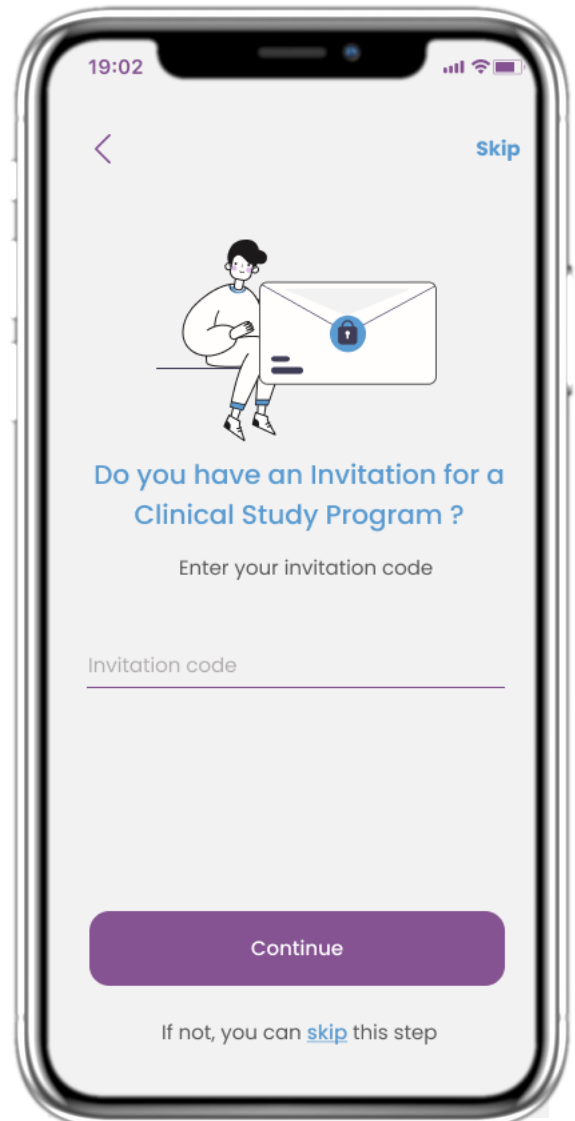 19:02
Skip
Do you have an Invitation for a
Clinical Study Program ?
Enter your invitation code
Invitation code
Continue
If not, you can skip this step